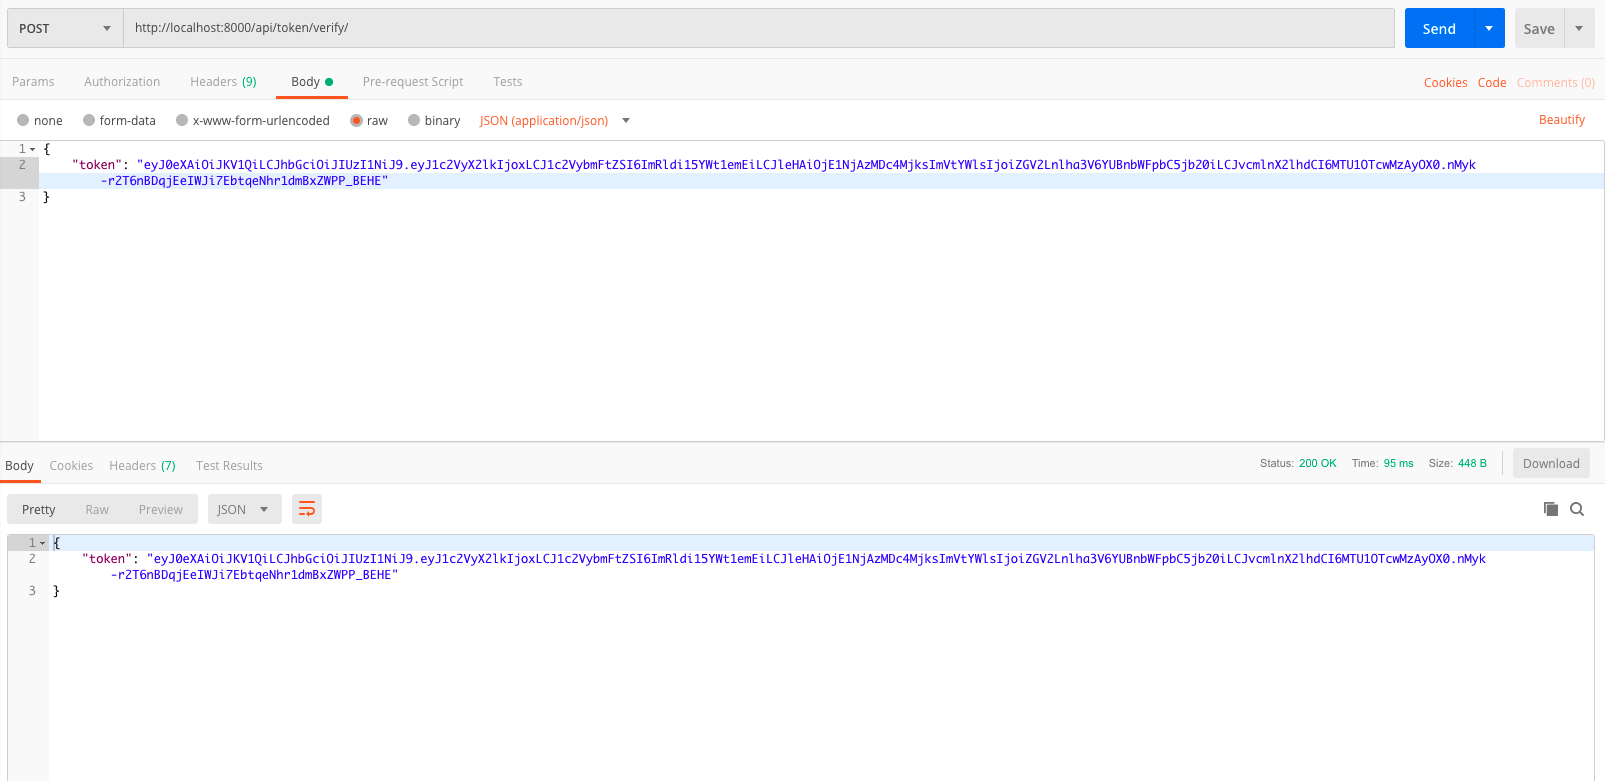 POST http://localhost:8000/api/token/verify/ Send Save
Params Authorization Headers (9) Body Pre-request Script Tests Cookies Code Comments (0)
none form-data x-www-form-urlencoded raw binary JSON (application/json) Beautify
1 {
2 "token": "eyJ0eXAiOiJKV1QiLCJhbGciOiJIUzI1NiJ9.eyJ1c2VyX2lkIjoxLCJ1c2VybmFtZSI6ImRldi15YWt1emEiLCJleHAiOjE1NjAzMDc4MjksImVtYWlsIjoiZGV2Lnlha3V6YUBnbWFpbC5jb20iLCJvcmlnX2lhdCI6MTU1OTcwMzAyOX0.nMyk
-r2T6nBDqjEeIWJi7EbtqeNhr1dmBxZWPP_BEHE"
3 }
Body Cookies Headers (7) Test Results Status: 200 OK Time: 95 ms Size: 448 B Download
Pretty Raw Preview JSON
1 {
2 "token": "eyJ0eXAiOiJKV1QiLCJhbGciOiJIUzI1NiJ9.eyJ1c2VyX2lkIjoxLCJ1c2VybmFtZSI6ImRldi15YWt1emEiLCJleHAiOjE1NjAzMDc4MjksImVtYWlsIjoiZGV2Lnlha3V6YUBnbWFpbC5jb20iLCJvcmlnX2lhdCI6MTU1OTcwMzAyOX0.nMyk
-r2T6nBDqjEeIWJi7EbtqeNhr1dmBxZWPP_BEHE"
3 }